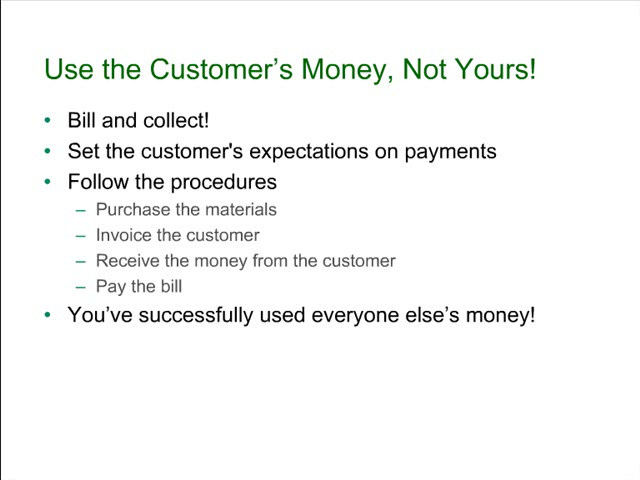 Use the Customer’s Money, Not Yours!
• Bill and collect!
• Set the customer's expectations on payments
• Follow the procedures
– Purchase the materials
– Invoice the customer
– Receive the money from the customer
– Pay the bill
• You’ve successfully used everyone else’s money!